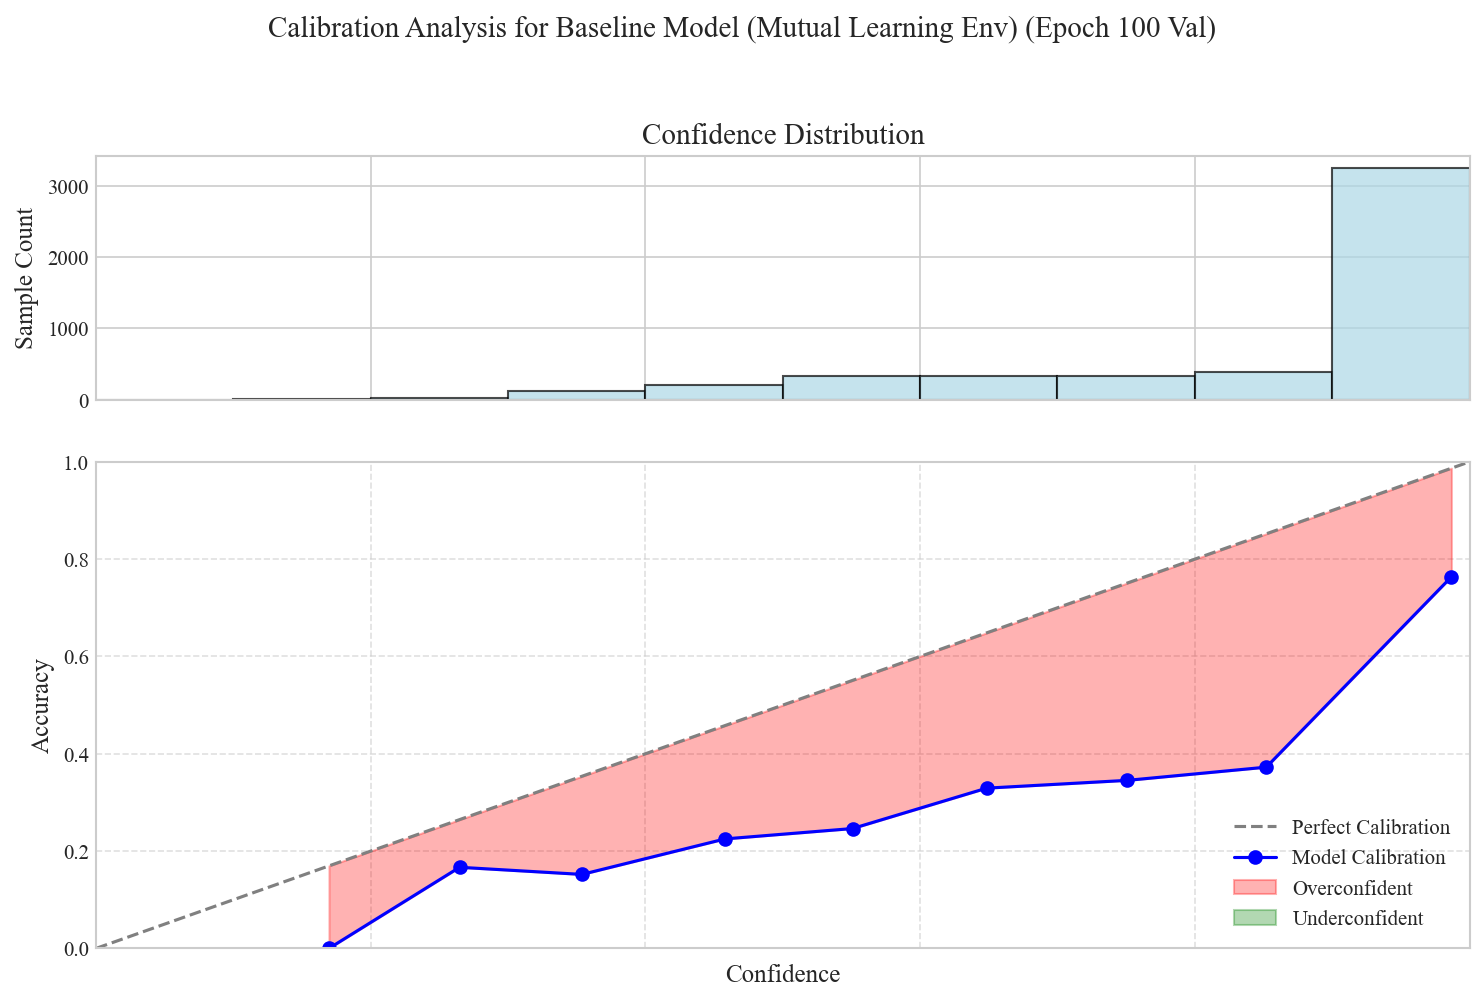 Calibration Analysis for Baseline Model (Mutual Learning Env) (Epoch 100 Val)
Confidence Distribution
Sample Count
3000
2000
1000
0
Accuracy
1.0
0.8
0.6
0.4
0.2
0.0
Perfect Calibration
Model Calibration
Overconfident
Underconfident
Confidence